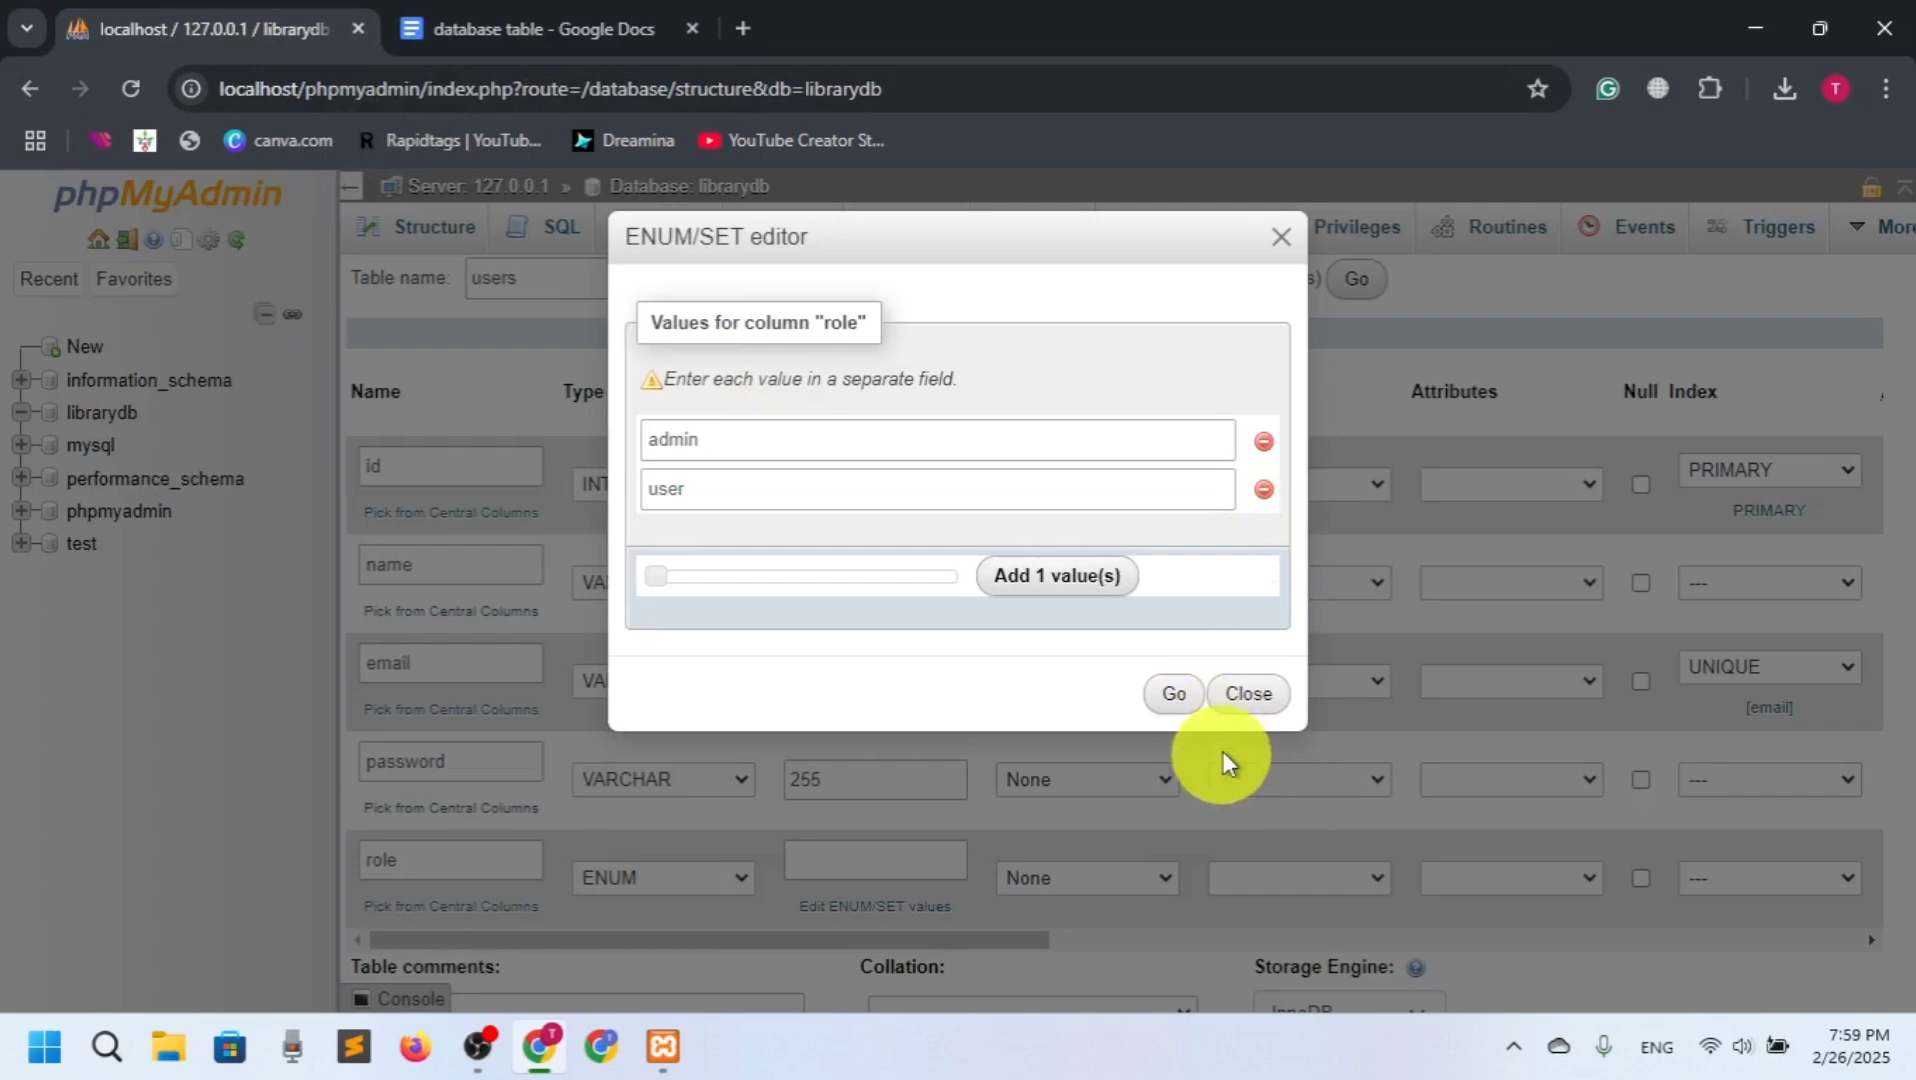 localhost / 127.0.0.1 / librarydb
database table - Google Docs
localhost/phpmyadmin/index.php?route=/database/structure&db=librarydb
T
canva.com
Rapidtags | YouTub...
Dreamina
YouTube Creator St...
phpMyAdmin
Server: 127.0.0.1 » Database: librarydb
Structure
SQL
Privileges
Routines
Events
Triggers
More
Recent
Favorites
New
information_schema
librarydb
mysql
performance_schema
phpmyadmin
test
Table name: users
Go
ENUM/SET editor
Values for column "role"
Enter each value in a separate field.
admin
user
Add 1 value(s)
Go
Close
Name
Type
Attributes
Null
Index
id
Pick from Central Columns
PRIMARY
PRIMARY
name
Pick from Central Columns
---
email
Pick from Central Columns
UNIQUE
[email]
password
Pick from Central Columns
VARCHAR
255
None
---
role
Pick from Central Columns
ENUM
Edit ENUM/SET values
None
---
Table comments:
Collation:
Storage Engine:
Console
ENG
7:59 PM
2/26/2025